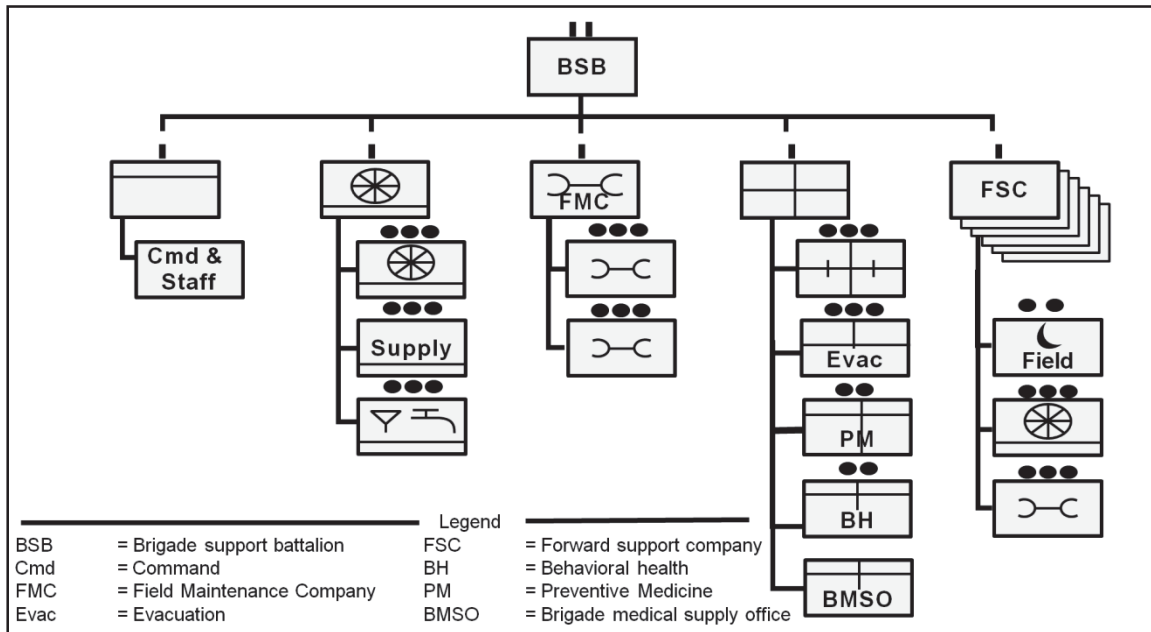 BSB
FSC
FMC
Cmd &
Staff
Supply
Evac
Field
PM
BH
BMSO
Legend
BSB = Brigade support battalion
Cmd = Command
FMC = Field Maintenance Company
Evac = Evacuation
FSC = Forward support company
BH = Behavioral health
PM = Preventive Medicine
BMSO = Brigade medical supply office